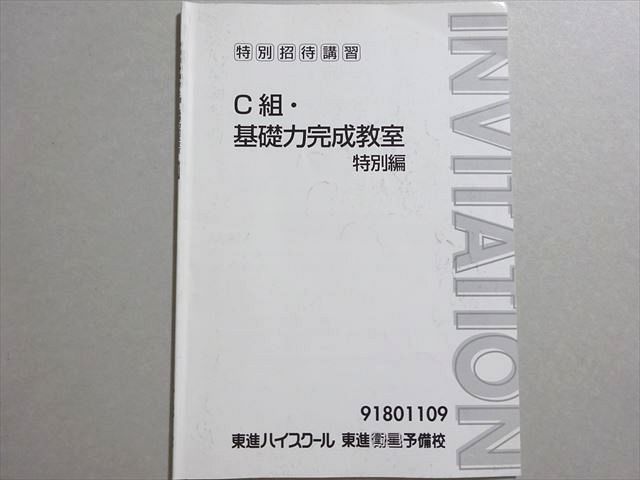 特別招待講習
C組・
基礎力完成教室
特別編
INVITATION
91801109
東進ハイスクール 東進衛星予備校